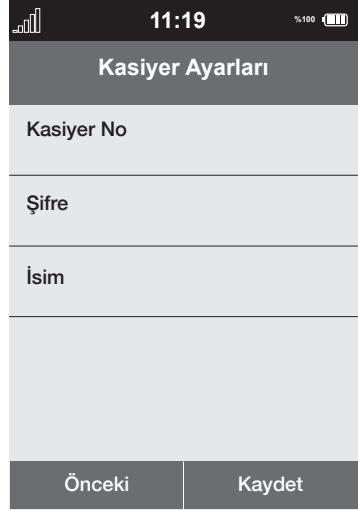 11:19 %100
Kasiyer Ayarları
Kasiyer No
Şifre
İsim
Önceki Kaydet